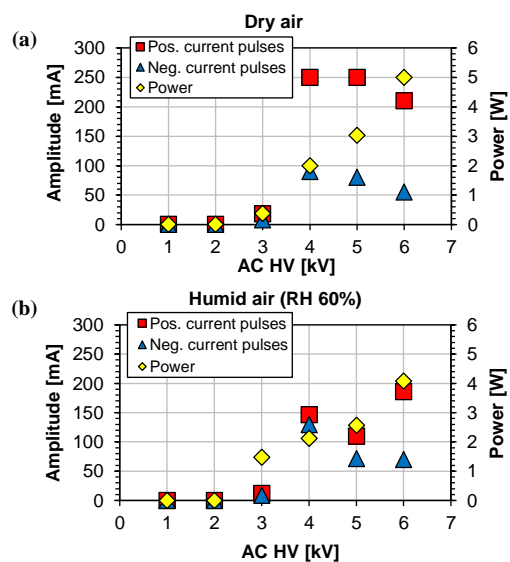 (a)
Dry air
Pos. current pulses
Neg. current pulses
Power
300
250
200
150
100
50
0
Amplitude [mA]
6
5
4
3
2
1
0
Power [W]
0 1 2 3 4 5 6 7
AC HV [kV]
(b)
Humid air (RH 60%)
Pos. current pulses
Neg. current pulses
Power
300
250
200
150
100
50
0
Amplitude [mA]
6
5
4
3
2
1
0
Power [W]
0 1 2 3 4 5 6 7
AC HV [kV]